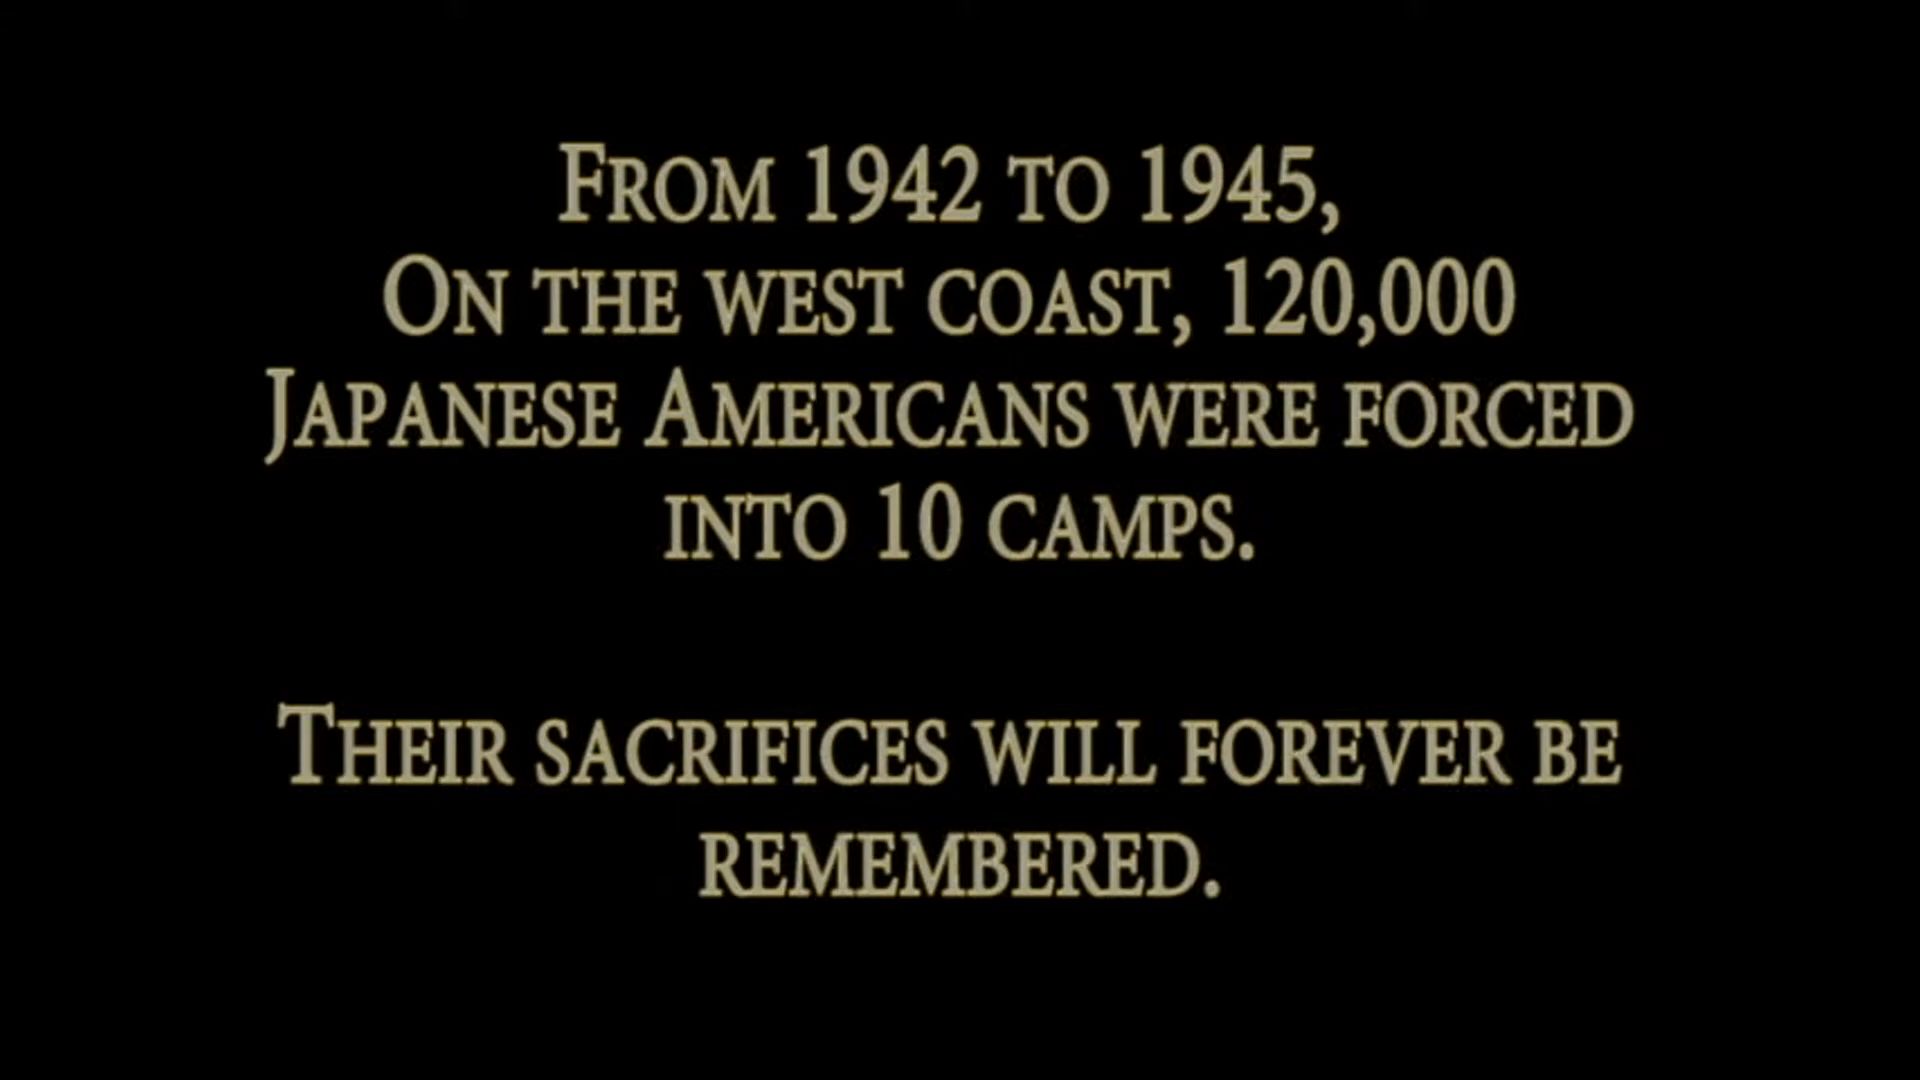 From 1942 to 1945,
On the west coast, 120,000
Japanese Americans were forced
into 10 camps.
Their sacrifices will forever be
remembered.